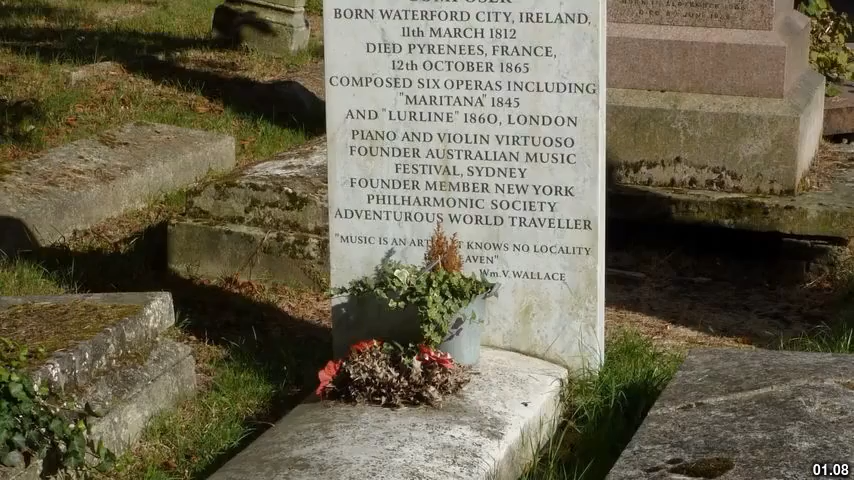 COMPOSER
BORN WATERFORD CITY, IRELAND,
11th MARCH 1812
DIED PYRENEES, FRANCE,
12th OCTOBER 1865
COMPOSED SIX OPERAS INCLUDING
"MARITANA" 1845
AND "LURLINE" 1860, LONDON
PIANO AND VIOLIN VIRTUOSO
FOUNDER AUSTRALIAN MUSIC
FESTIVAL, SYDNEY
FOUNDER MEMBER NEW YORK
PHILHARMONIC SOCIETY
ADVENTUROUS WORLD TRAVELLER
"MUSIC IS AN ART KNOWS NO LOCALITY
AVEN"
Wm. V. WALLACE
01.08